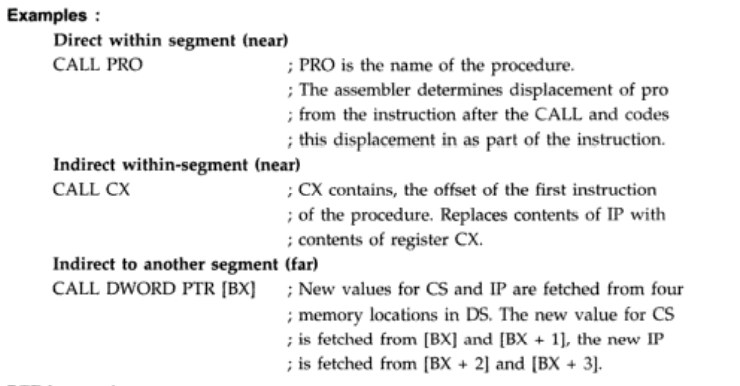 Examples :
Direct within segment (near)
CALL PRO ; PRO is the name of the procedure.
; The assembler determines displacement of pro
; from the instruction after the CALL and codes
; this displacement in as part of the instruction.
Indirect within-segment (near)
CALL CX ; CX contains, the offset of the first instruction
; of the procedure. Replaces contents of IP with
; contents of register CX.
Indirect to another segment (far)
CALL DWORD PTR [BX] ; New values for CS and IP are fetched from four
; memory locations in DS. The new value for CS
; is fetched from [BX] and [BX + 1], the new IP
; is fetched from [BX + 2] and [BX + 3].